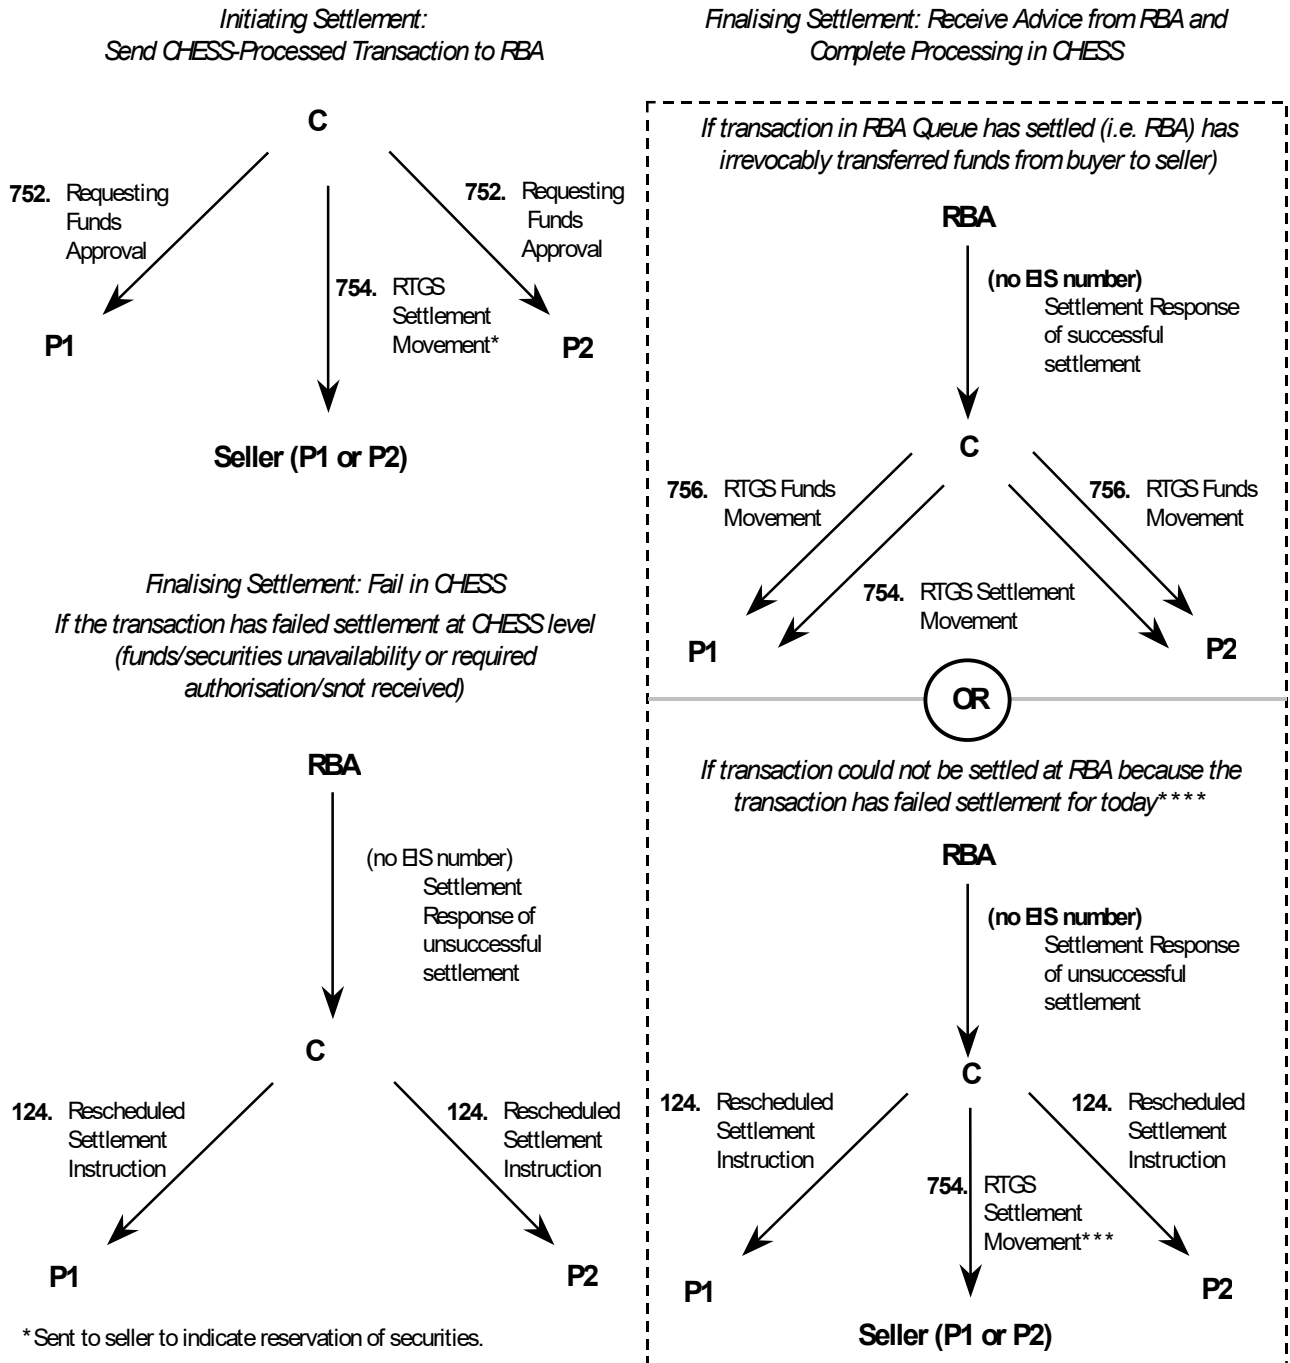 Initiating Settlement:
Send CHESS-Processed Transaction to RBA
C
752. Requesting
Funds
Approval
752. Requesting
Funds
Approval
754. RTGS
Settlement
Movement*
P1
P2
Seller (P1 or P2)
Finalising Settlement: Fail in CHESS
If the transaction has failed settlement at CHESS level
(funds/securities unavailability or required
authorisation/snot received)
RBA
(no EIS number)
Settlement
Response of
unsuccessful
settlement
C
124. Rescheduled
Settlement
Instruction
124. Rescheduled
Settlement
Instruction
P1
P2
*Sent to seller to indicate reservation of securities.
Finalising Settlement: Receive Advice from RBA and
Complete Processing in CHESS
If transaction in RBA Queue has settled (i.e. RBA) has
irrevocably transferred funds from buyer to seller)
RBA
(no EIS number)
Settlement Response
of successful
settlement
C
756. RTGS Funds
Movement
756. RTGS Funds
Movement
754. RTGS Settlement
Movement
P1
P2
OR
If transaction could not be settled at RBA because the
transaction has failed settlement for today****
RBA
(no EIS number)
Settlement Response
of unsuccessful
settlement
C
124. Rescheduled
Settlement
Instruction
124. Rescheduled
Settlement
Instruction
754. RTGS
Settlement
Movement***
P1
P2
Seller (P1 or P2)